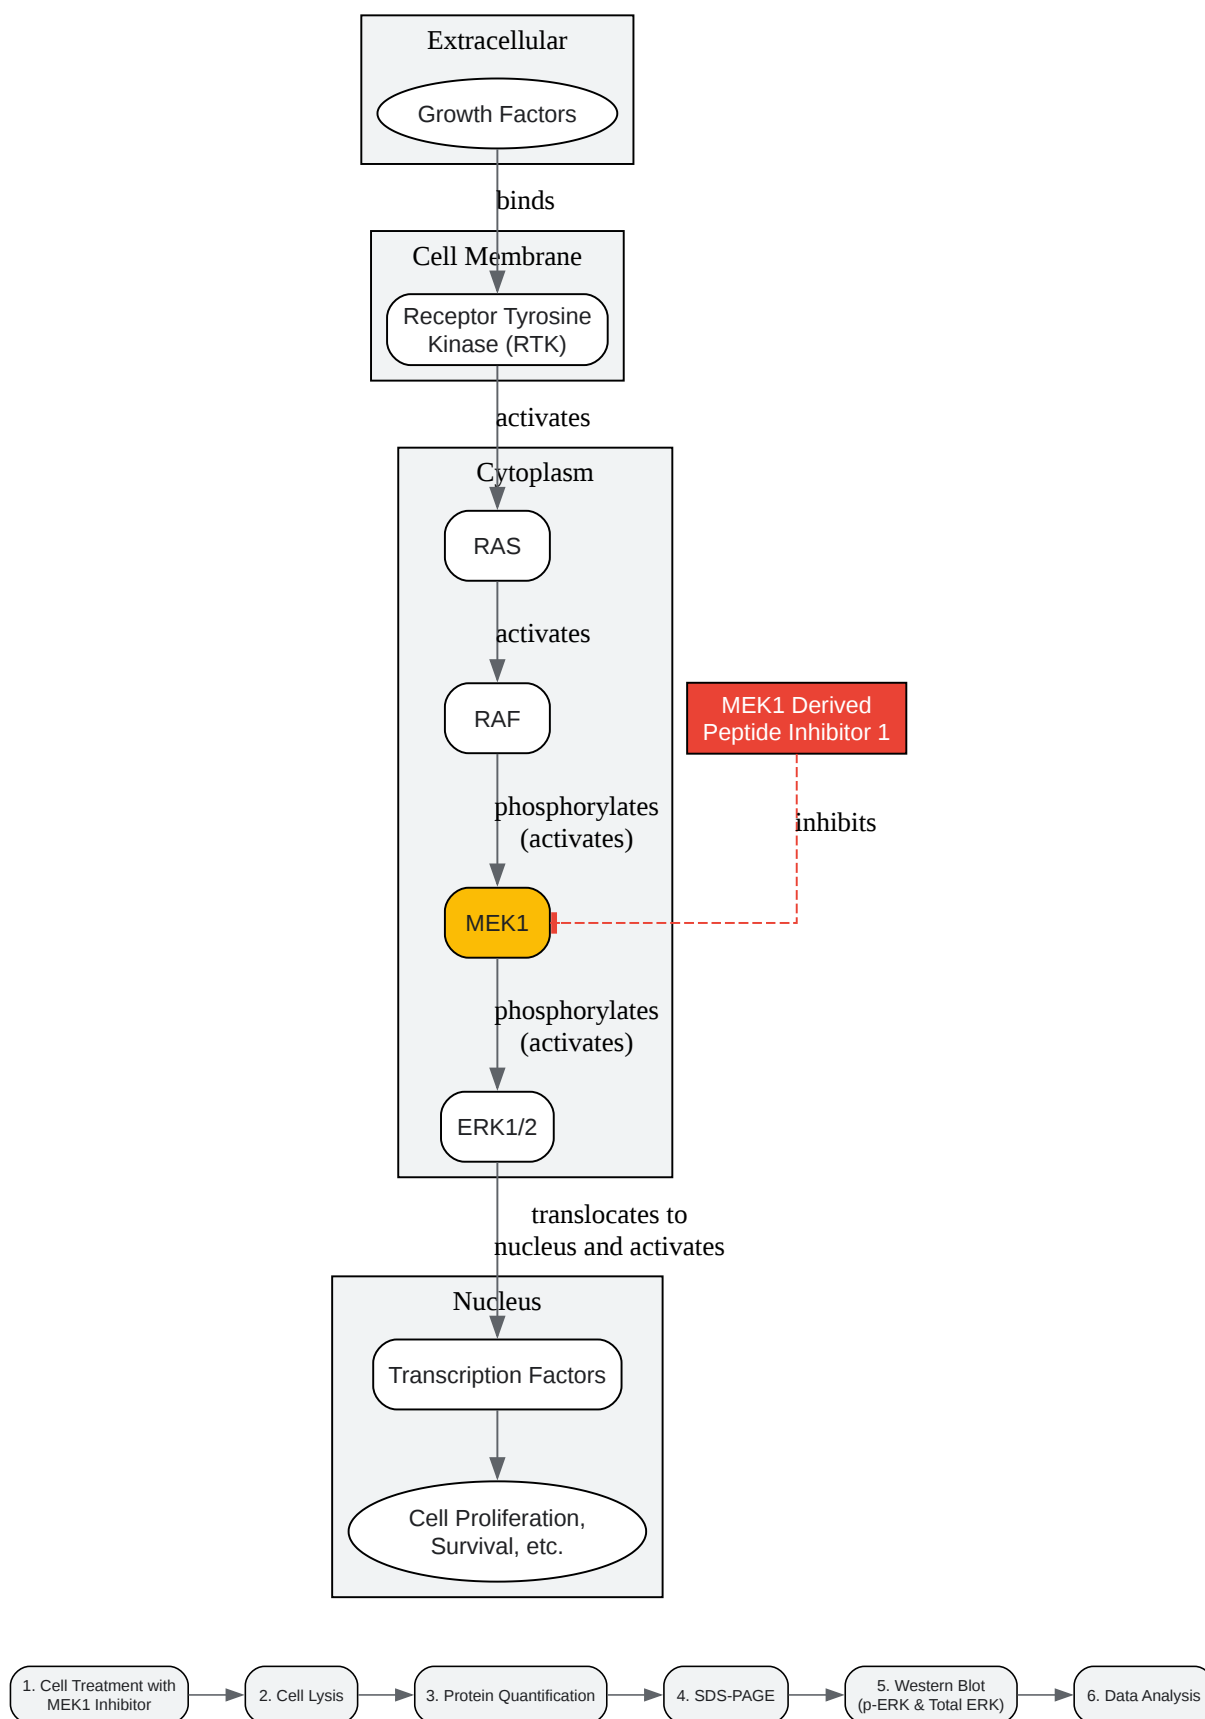 Extracellular
Growth Factors
binds
Cell Membrane
Receptor Tyrosine
Kinase (RTK)
activates
Cytoplasm
RAS
activates
RAF
MEK1 Derived
Peptide Inhibitor 1
phosphorylates
(activates)
inhibits
MEK1
phosphorylates
(activates)
ERK1/2
translocates to
nucleus and activates
Nucleus
Transcription Factors
Cell Proliferation,
Survival, etc.
1. Cell Treatment with
MEK1 Inhibitor
2. Cell Lysis
3. Protein Quantification
4. SDS-PAGE
5. Western Blot
(p-ERK & Total ERK)
6. Data Analysis